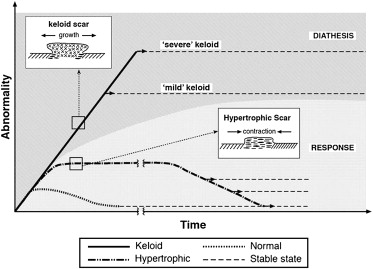 keloid scar
growth
DIATHESIS
'severe' keloid
'mild' keloid
Hypertrophic Scar
contraction
RESPONSE
Abnormality
Time
Keloid
Normal
Hypertrophic
Stable state